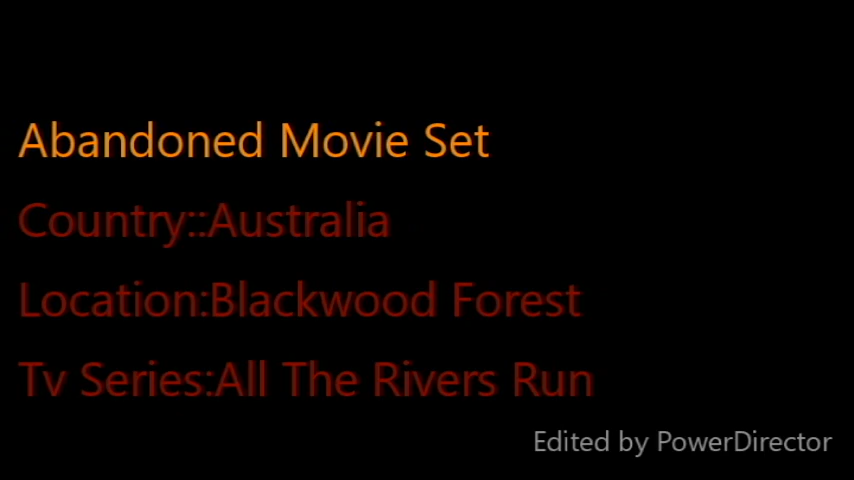 Abandoned Movie Set
Country::Australia
Location:Blackwood Forest
Tv Series:All The Rivers Run
Edited by PowerDirector